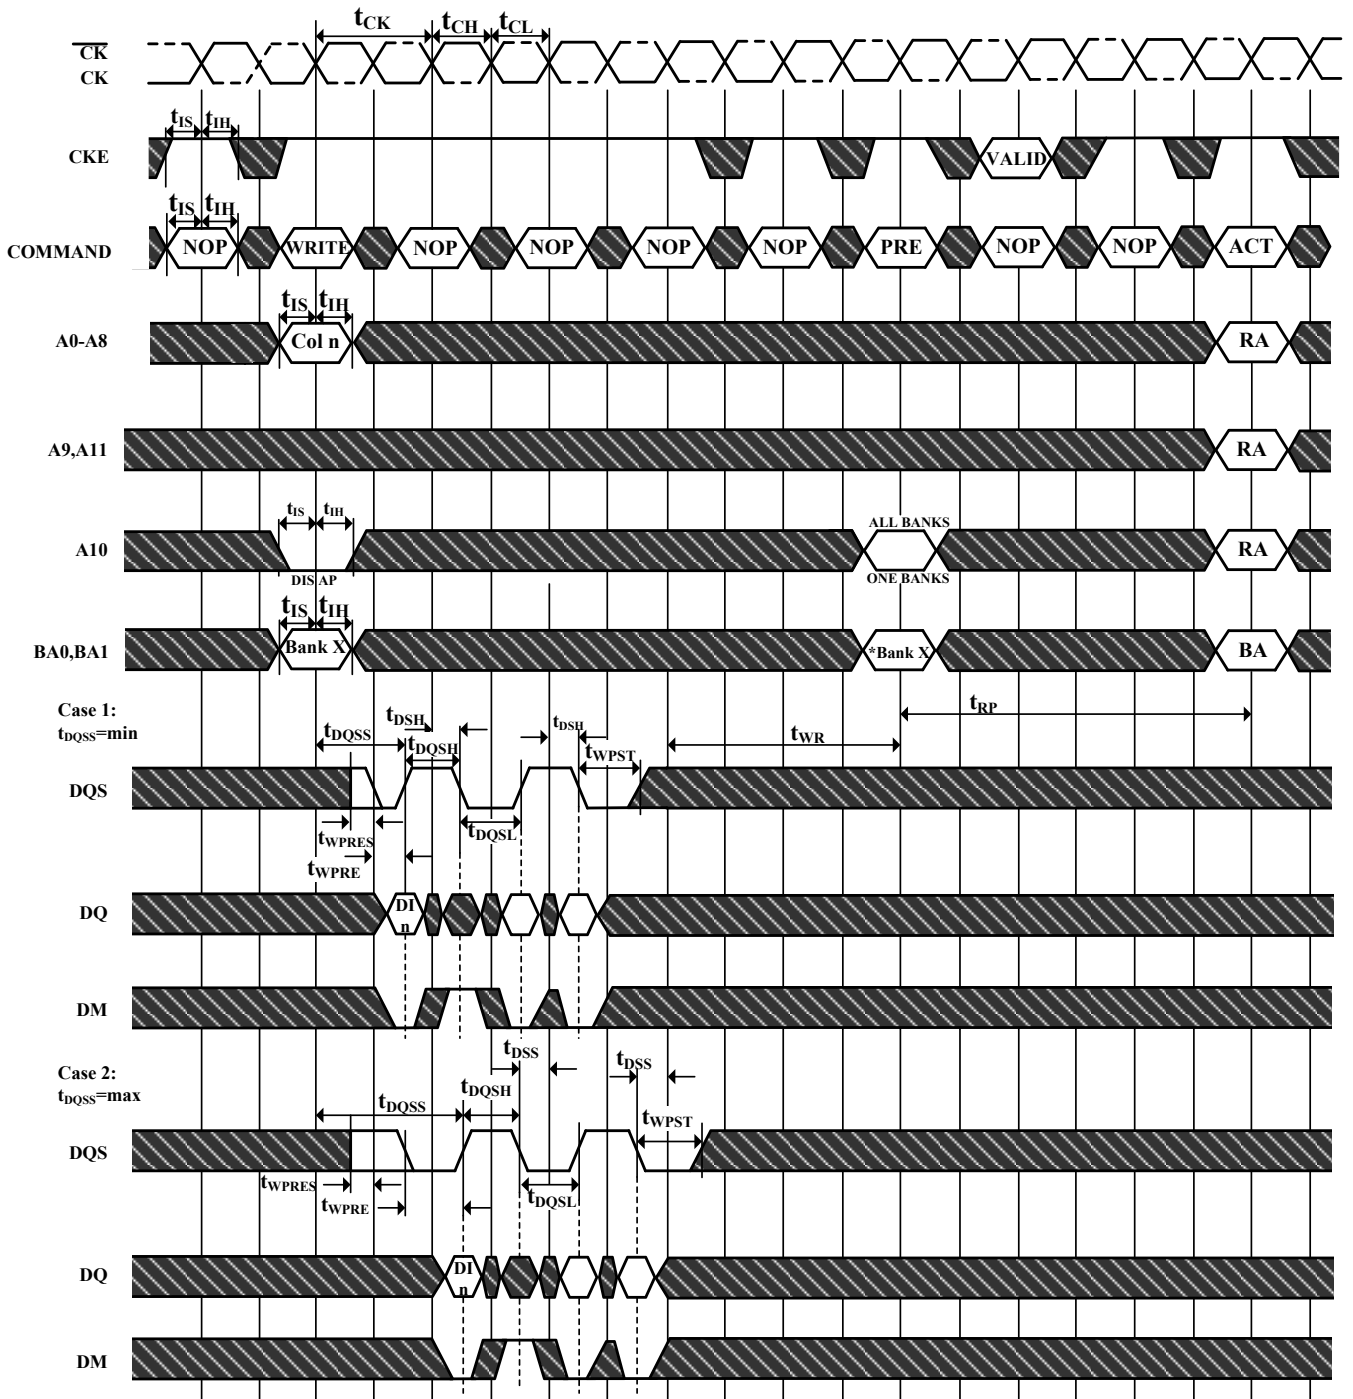 tCK tCH tCL
CK
CK
tIS tIH
CKE VALID
tIS tIH
COMMAND NOP WRITE NOP NOP NOP NOP PRE NOP NOP ACT
tIS tIH
A0-A8 Col n RA
A9,A11 RA
tIS tIH ALL BANKS
A10 RA
DIS AP ONE BANKS
tIS tIH
BA0,BA1 Bank X *Bank X BA
Case 1:
tDQSS=min
tDQSS tDSH tDQSH tDSH tWPST tWR tRP
DQS
tWPRES tDQSL
tWPRE
DQ DI
n
DM
Case 2:
tDQSS=max
tDQSS tDQSH tDSS tDSS tWPST
DQS
tWPRES tWPRE tDQSL
DQ DI
n
DM